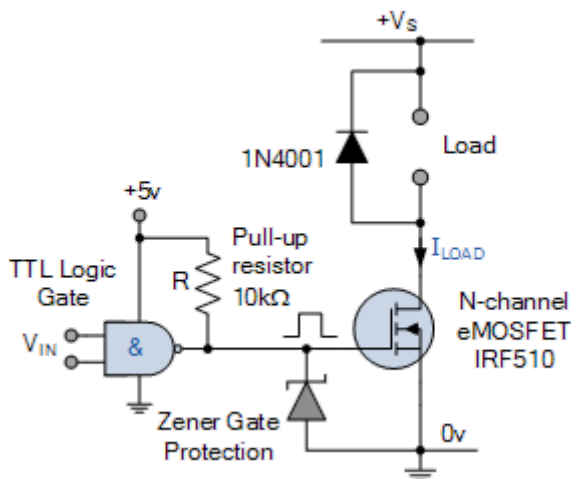 +VS
1N4001
Load
+5v
Pull-up
resistor
10kΩ
R
TTL Logic
Gate
ILOAD
N-channel
eMOSFET
IRF510
VIN
&
Zener Gate
Protection
0v